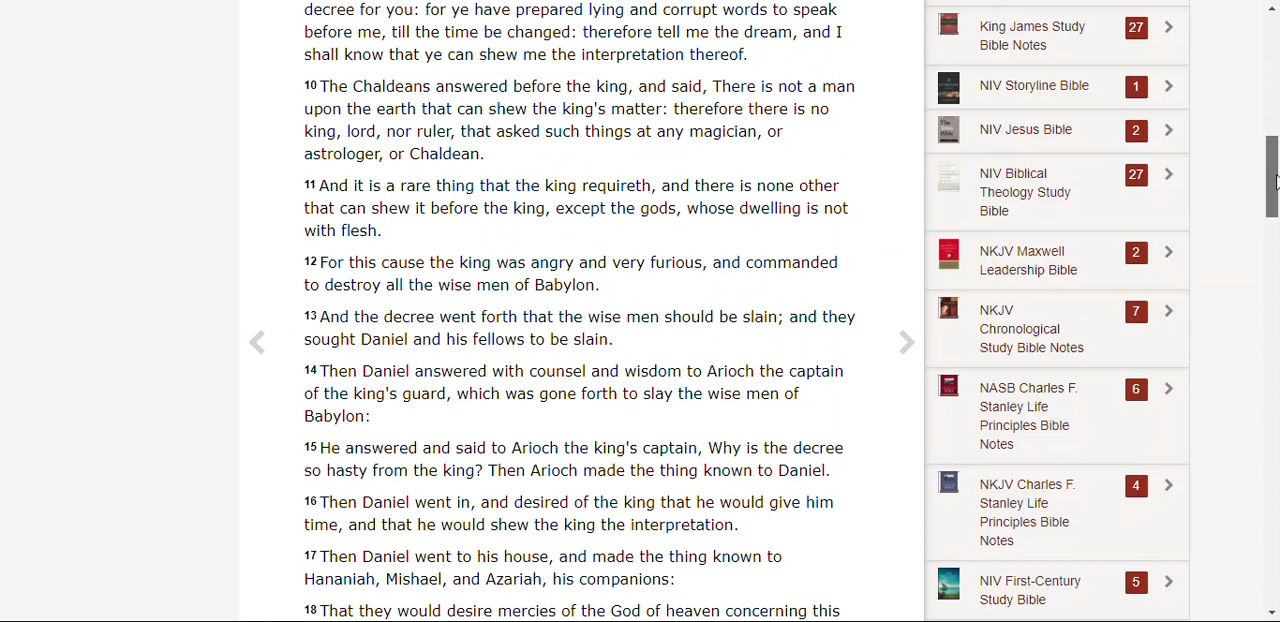 decree for you: for ye have prepared lying and corrupt words to speak
before me, till the time be changed: therefore tell me the dream, and I
shall know that ye can shew me the interpretation thereof.
10 The Chaldeans answered before the king, and said, There is not a man
upon the earth that can shew the king's matter: therefore there is no
king, lord, nor ruler, that asked such things at any magician, or
astrologer, or Chaldean.
11 And it is a rare thing that the king requireth, and there is none other
that can shew it before the king, except the gods, whose dwelling is not
with flesh.
12 For this cause the king was angry and very furious, and commanded
to destroy all the wise men of Babylon.
13 And the decree went forth that the wise men should be slain; and they
sought Daniel and his fellows to be slain.
14 Then Daniel answered with counsel and wisdom to Arioch the captain
of the king's guard, which was gone forth to slay the wise men of
Babylon:
15 He answered and said to Arioch the king's captain, Why is the decree
so hasty from the king? Then Arioch made the thing known to Daniel.
16 Then Daniel went in, and desired of the king that he would give him
time, and that he would shew the king the interpretation.
17 Then Daniel went to his house, and made the thing known to
Hananiah, Mishael, and Azariah, his companions:
18 That they would desire mercies of the God of heaven concerning this
King James Study
Bible Notes
27
NIV Storyline Bible
1
NIV Jesus Bible
2
NIV Biblical
Theology Study
Bible
27
NKJV Maxwell
Leadership Bible
2
NKJV
Chronological
Study Bible Notes
7
NASB Charles F.
Stanley Life
Principles Bible
Notes
6
NKJV Charles F.
Stanley Life
Principles Bible
Notes
4
NIV First-Century
Study Bible
5